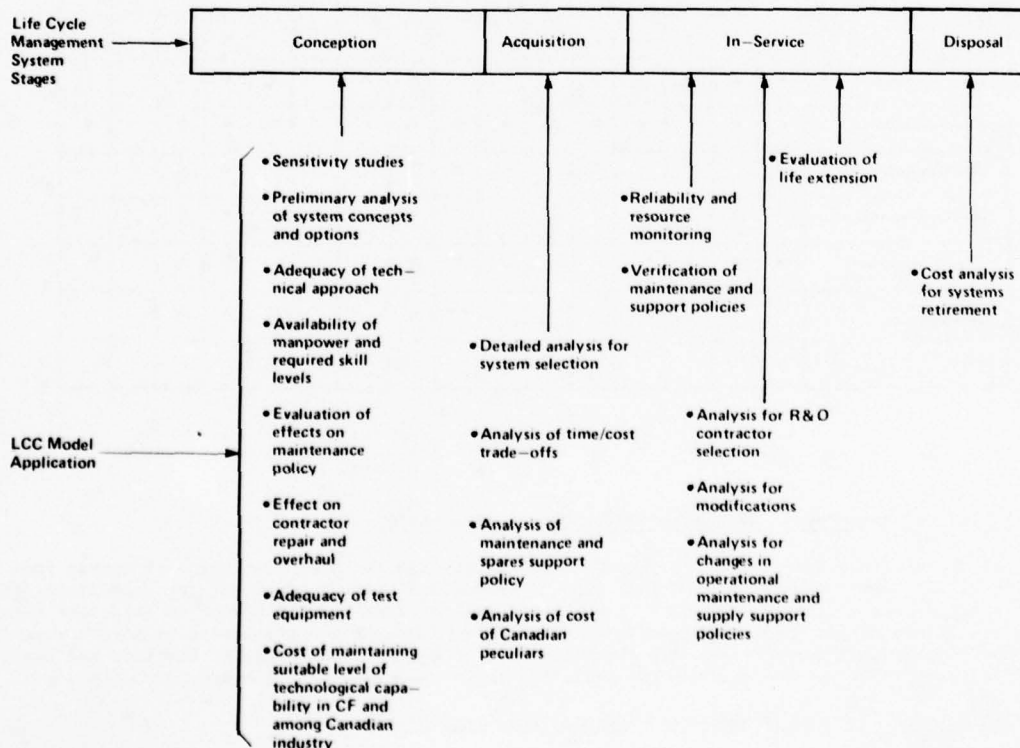 Life Cycle
Management
System
Stages
Conception
Acquisition
In-Service
Disposal
• Sensitivity studies
• Preliminary analysis
of system concepts
and options
• Adequacy of tech-
nical approach
• Availability of
manpower and
required skill
levels
• Evaluation of
effects on
maintenance
policy
• Effect on
contractor
repair and
overhaul
• Adequacy of test
equipment
• Cost of maintaining
suitable level of
technological capa-
bility in CF and
among Canadian
industry
LCC Model
Application
• Detailed analysis for
system selection
• Analysis of time/cost
trade-offs
• Analysis of
maintenance and
spares support
policy
• Analysis of cost
of Canadian
peculiars
• Reliability and
resource
monitoring
• Verification of
maintenance and
support policies
• Evaluation of
life extension
• Analysis for R&O
contractor
selection
• Analysis for
modifications
• Analysis for
changes in
operational
maintenance and
supply support
policies
• Cost analysis
for systems
retirement